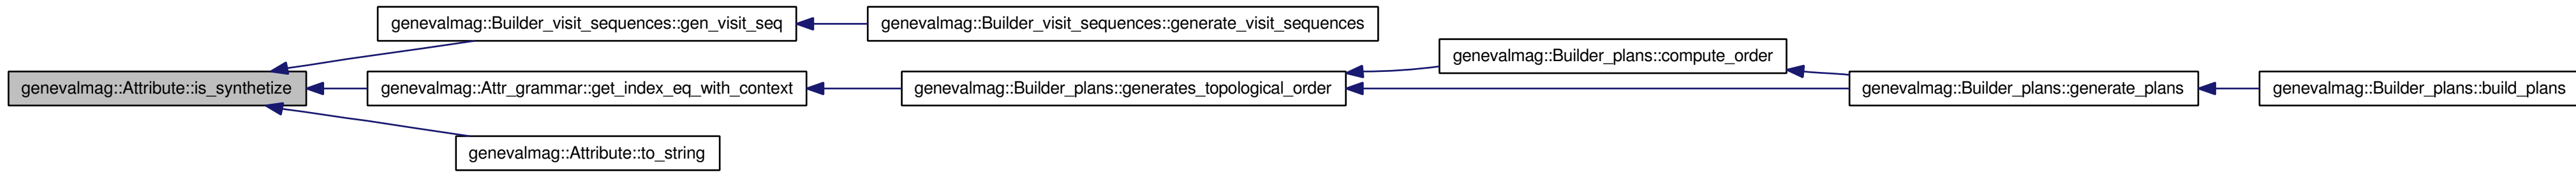 genevalmag::Builder_visit_sequences::gen_visit_seq
genevalmag::Builder_visit_sequences::generate_visit_sequences
genevalmag::Builder_plans::compute_order
genevalmag::Attribute::is_synthetize
genevalmag::Attr_grammar::get_index_eq_with_context
genevalmag::Builder_plans::generates_topological_order
genevalmag::Builder_plans::generate_plans
genevalmag::Builder_plans::build_plans
genevalmag::Attribute::to_string